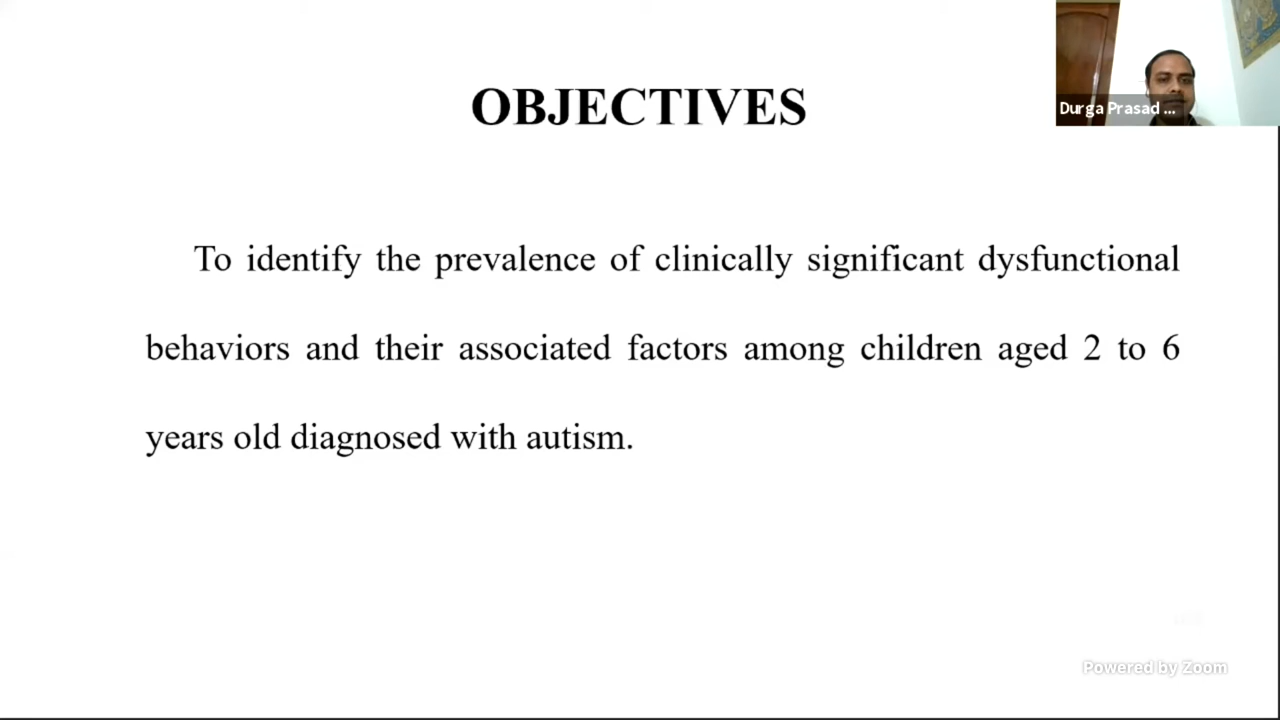 OBJECTIVES
Durga Prasad ...
To identify the prevalence of clinically significant dysfunctional
behaviors and their associated factors among children aged 2 to 6
years old diagnosed with autism.
Powered by Zoom